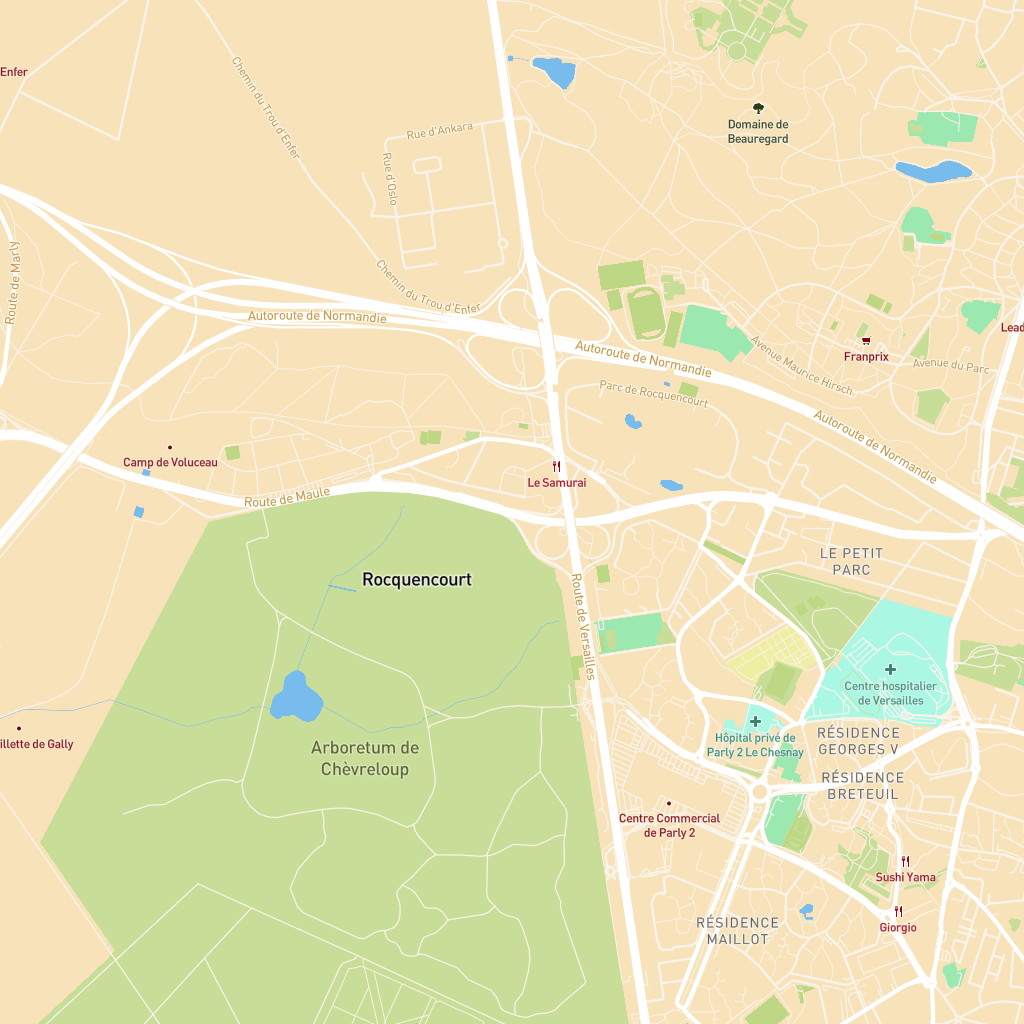 Enfer
Chemin du Trou d'Enfer
Rue d'Ankara
Rue d'Oslo
Domaine de
Beauregard
Route de Marly
Chemin du Trou d'Enfer
Autoroute de Normandie
Autoroute de Normandie
Avenue Maurice Hirsch
Franprix
Lead
Avenue du Parc
Parc de Rocquencourt
Autoroute de Normandie
Camp de Voluceau
Le Samurai
Route de Maule
LE PETIT
PARC
Rocquencourt
Route de Versailles
Centre hospitalier
de Versailles
illette de Gally
Arboretum de
Chèvreloup
Hôpital privé de
Parly 2 Le Chesnay
RÉSIDENCE
GEORGES V
RÉSIDENCE
BRETEUIL
Centre Commercial
de Parly 2
Sushi Yama
Giorgio
RÉSIDENCE
MAILLOT